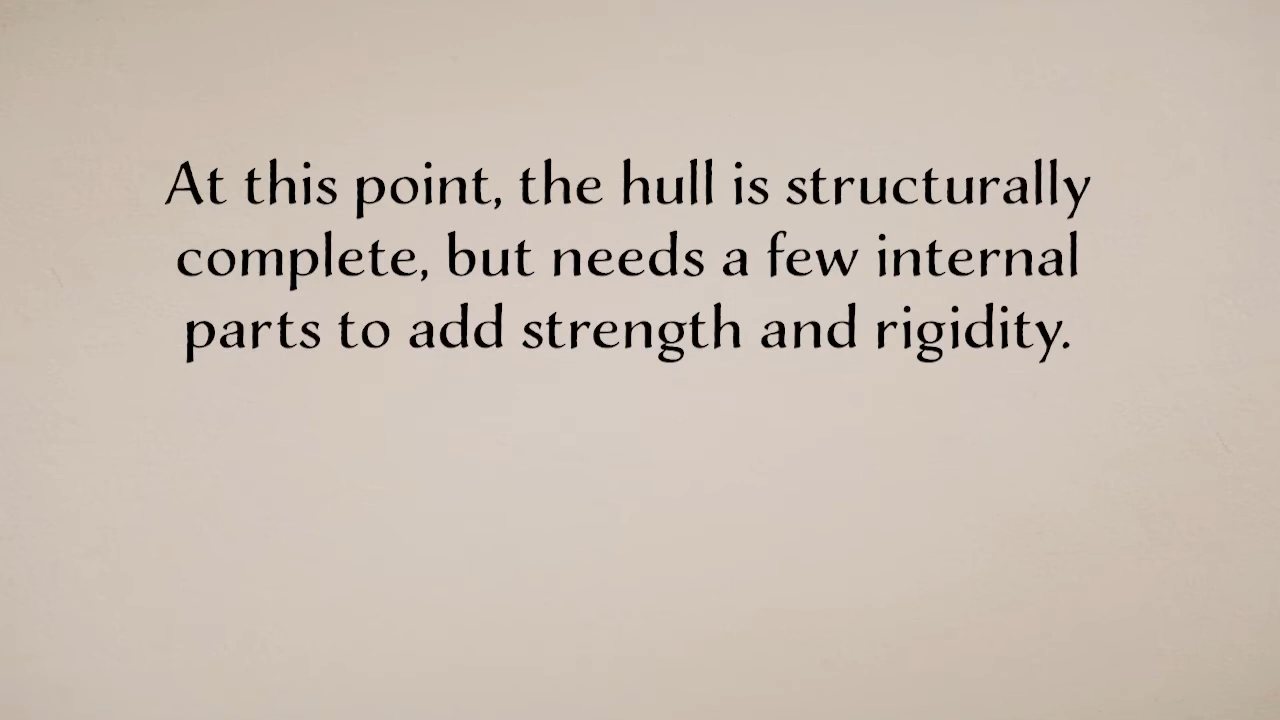 At this point, the hull is structurally
complete, but needs a few internal
parts to add strength and rigidity.